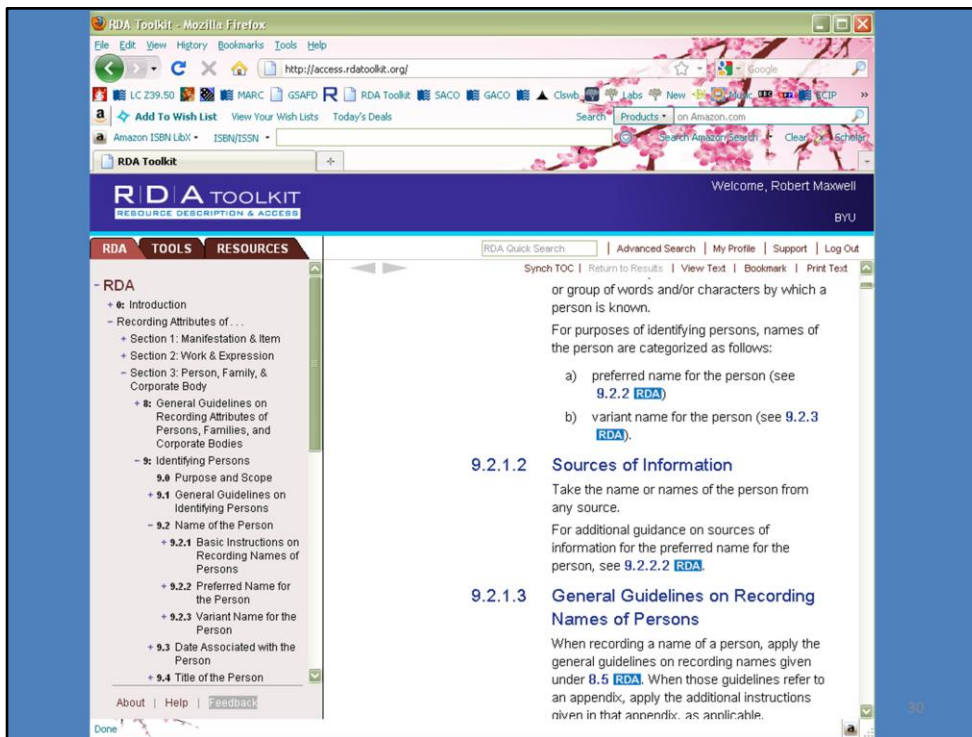 RDA Toolkit - Mozilla Firefox
File Edit View History Bookmarks Tools Help
http://access.rdatoolkit.org/
Google
LC Z39.50 MARC GSAFD RDA Toolkit SACO GACO Clswb Labs New Music ECIP »
Add To Wish List View Your Wish Lists Today's Deals Search Products on Amazon.com
Amazon ISBN LibX ISBN/ISSN Search Amazon Search Clear Scholar
RDA Toolkit
R|D|A TOOLKIT
RESOURCE DESCRIPTION & ACCESS
Welcome, Robert Maxwell
BYU
RDA TOOLS RESOURCES
RDA Quick Search | Advanced Search | My Profile | Support | Log Out
Synch TOC | Return to Results | View Text | Bookmark | Print Text
- RDA
+ 0: Introduction
- Recording Attributes of . . .
+ Section 1: Manifestation & Item
+ Section 2: Work & Expression
- Section 3: Person, Family, &
Corporate Body
+ 8: General Guidelines on
Recording Attributes of
Persons, Families, and
Corporate Bodies
- 9: Identifying Persons
9.0 Purpose and Scope
+ 9.1 General Guidelines on
Identifying Persons
- 9.2 Name of the Person
+ 9.2.1 Basic Instructions on
Recording Names of
Persons
+ 9.2.2 Preferred Name for
the Person
+ 9.2.3 Variant Name for the
Person
+ 9.3 Date Associated with the
Person
+ 9.4 Title of the Person
About | Help | Feedback
or group of words and/or characters by which a
person is known.
For purposes of identifying persons, names of
the person are categorized as follows:
a) preferred name for the person (see
9.2.2 RDA)
b) variant name for the person (see 9.2.3
RDA).
9.2.1.2 Sources of Information
Take the name or names of the person from
any source.
For additional guidance on sources of
information for the preferred name for the
person, see 9.2.2.2 RDA.
9.2.1.3 General Guidelines on Recording
Names of Persons
When recording a name of a person, apply the
general guidelines on recording names given
under 8.5 RDA. When those guidelines refer to
an appendix, apply the additional instructions
given in that appendix, as applicable.
Done
30